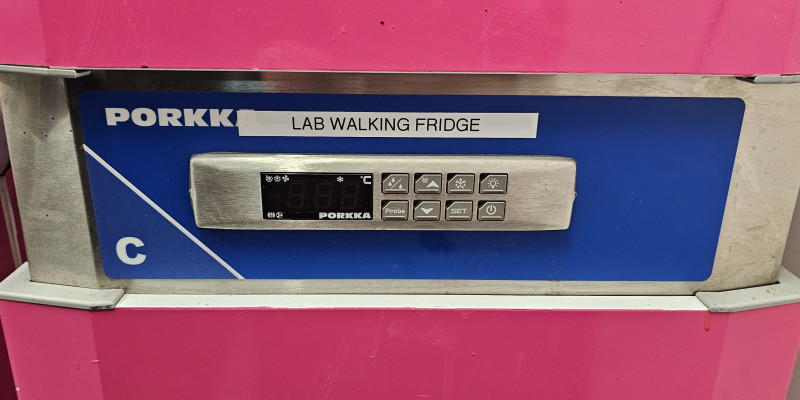 PORKKA
LAB WALKING FRIDGE
°C
PORKKA
Probe
SET
C